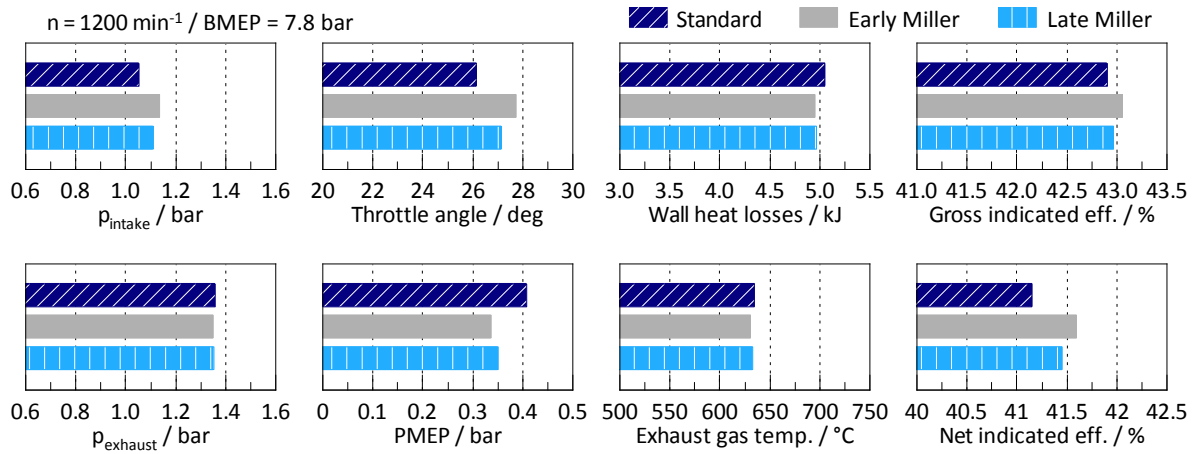 n = 1200 min⁻¹ / BMEP = 7.8 bar
Standard Early Miller Late Miller
0.6 0.8 1.0 1.2 1.4 1.6
p_intake / bar
20 22 24 26 28 30
Throttle angle / deg
3.0 3.5 4.0 4.5 5.0 5.5
Wall heat losses / kJ
41.0 41.5 42.0 42.5 43.0 43.5
Gross indicated eff. / %
0.6 0.8 1.0 1.2 1.4 1.6
p_exhaust / bar
0 0.1 0.2 0.3 0.4 0.5
PMEP / bar
500 550 600 650 700 750
Exhaust gas temp. / °C
40 40.5 41 41.5 42 42.5
Net indicated eff. / %